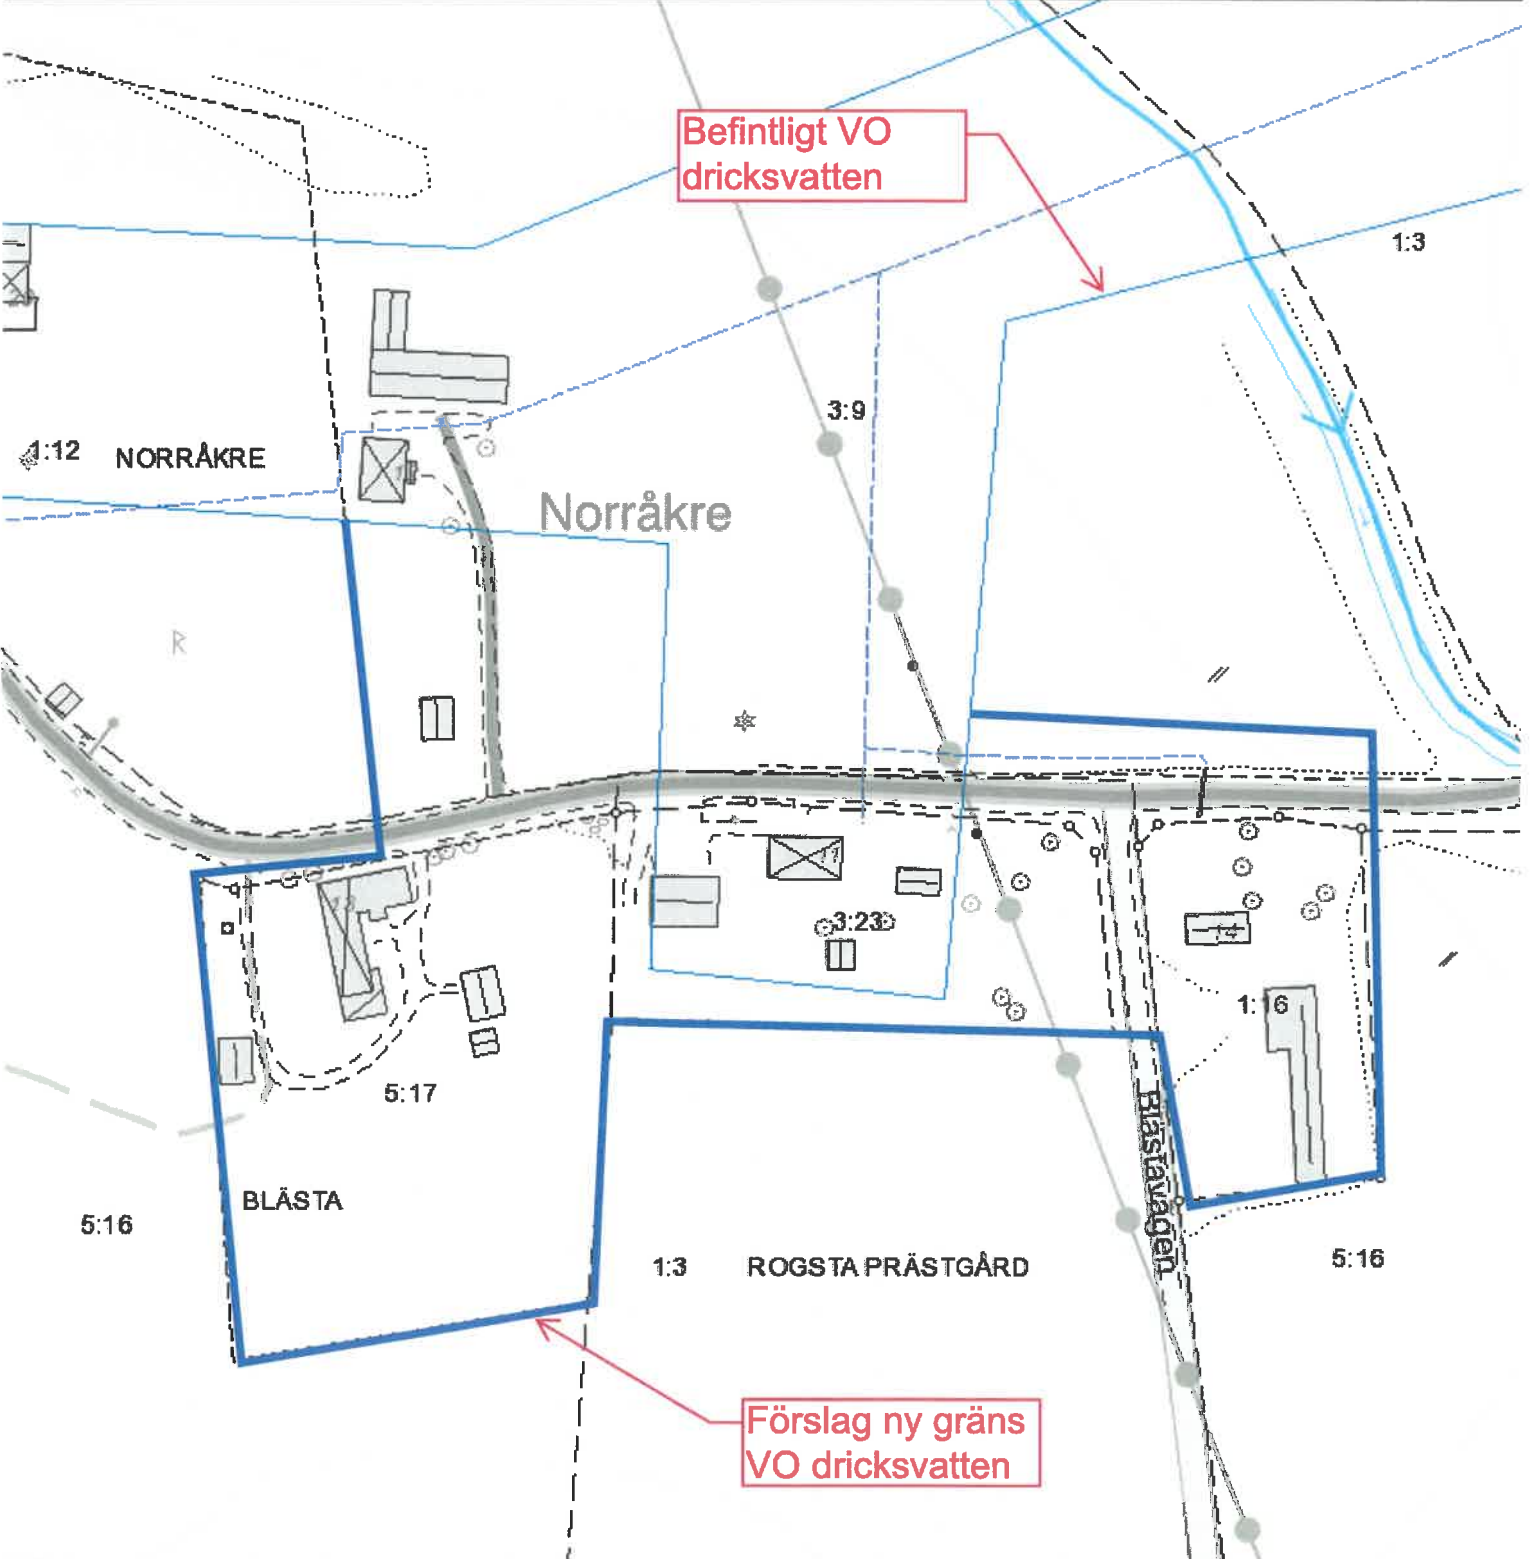 Befintligt VO
dricksvatten
1:3
3:9
1:12
NORRÅKRE
Norråkre
R
3:23
14
1:16
5:17
Blästavägen
BLÄSTA
5:16
1:3
ROGSTA PRÄSTGÅRD
5:16
Förslag ny gräns
VO dricksvatten